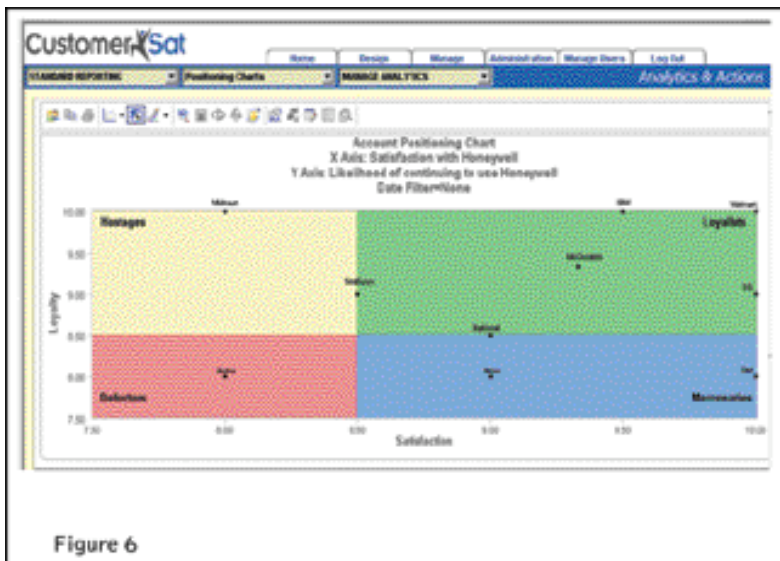 CustomerSat
Home Design Manage Administration Manage Users Log Out
STANDARD REPORTING Positioning Charts MANAGE ANALYTICS Analytics & Actions
Account Positioning Chart
X Axis: Satisfaction with Honeywell
Y Axis: Likelihood of continuing to use Honeywell
Date Filter=None
10.00 Hostages Loyalists
9.50 McDonalds
Loyalty
9.00
8.50
8.00
7.50 Defectors Mercenaries
7.50 8.00 8.50 9.00 9.50 10.00
Satisfaction
Figure 6